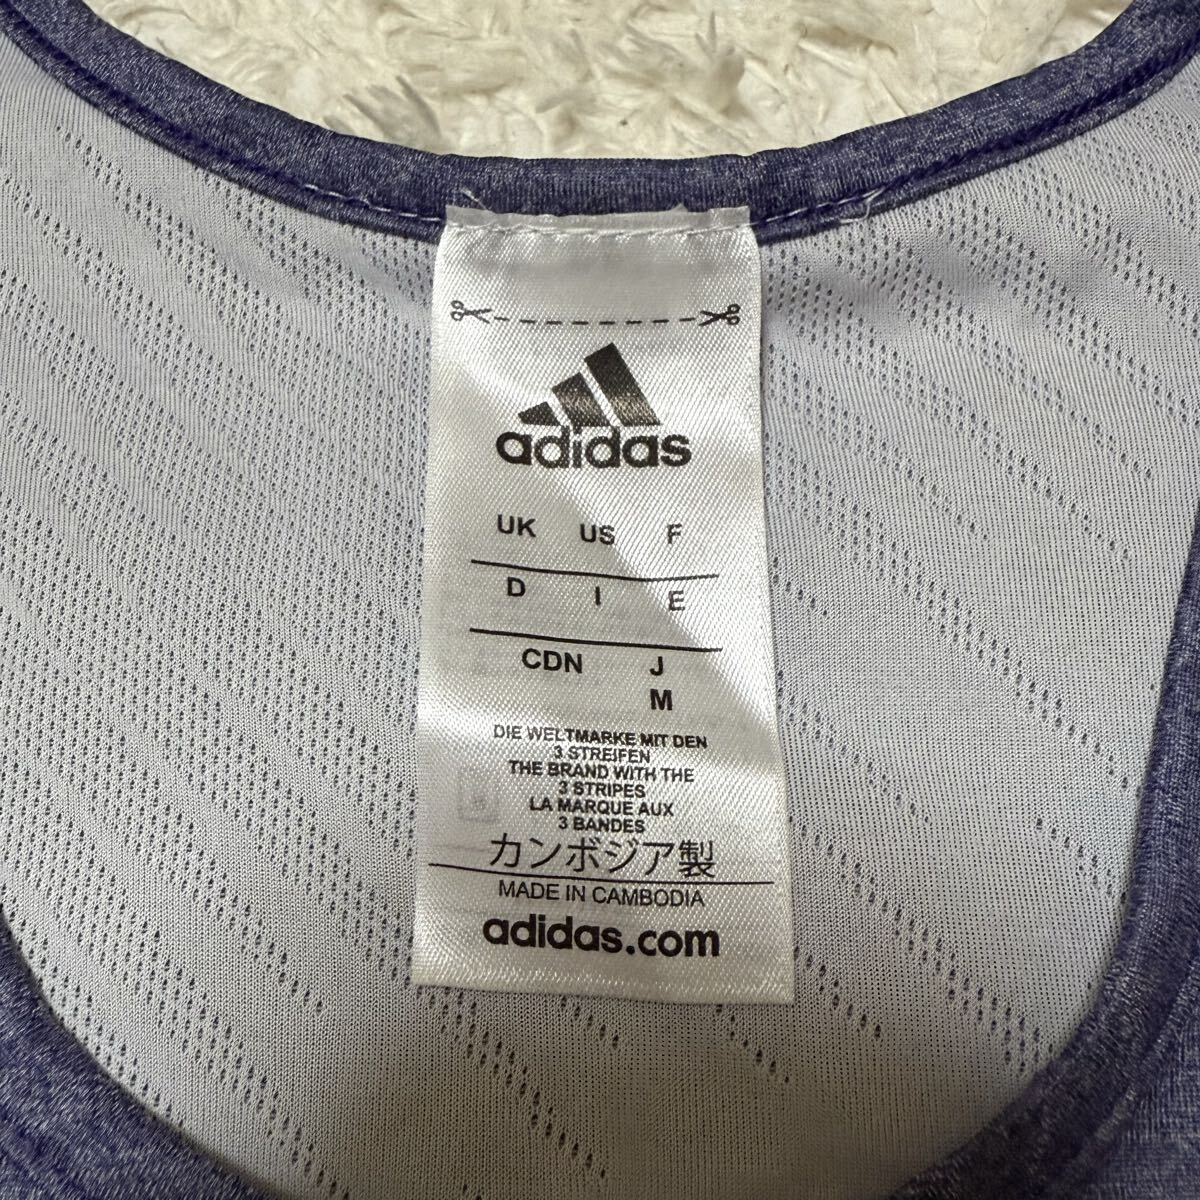 adidas
UK US F
D I E
CDN J
M
DIE WELTMARKE MIT DEN
3 STREIFEN
THE BRAND WITH THE
3 STRIPES
LA MARQUE AUX
3 BANDES
カンボジア製
MADE IN CAMBODIA
adidas.com